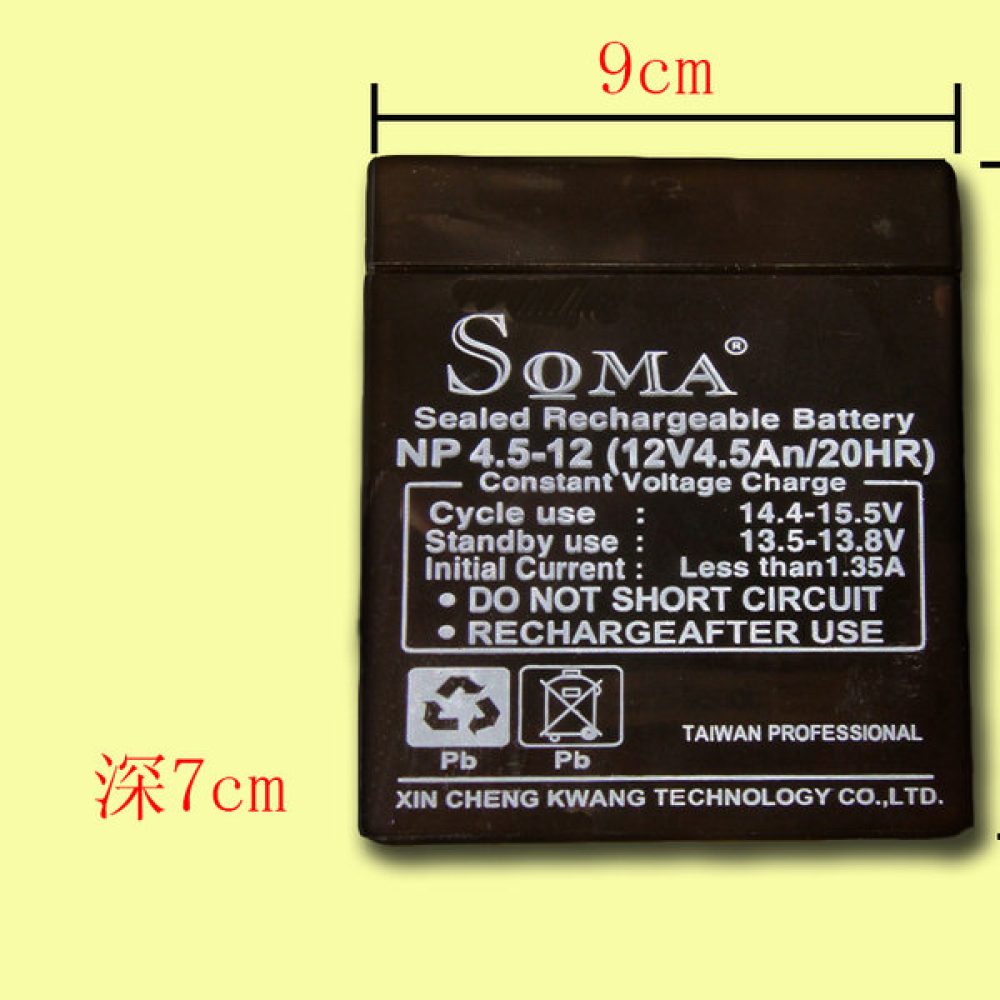 9cm
SOMA®
Sealed Rechargeable Battery
NP 4.5-12 (12V4.5An/20HR)
Constant Voltage Charge
Cycle use : 14.4-15.5V
Standby use : 13.5-13.8V
Initial Current : Less than1.35A
• DO NOT SHORT CIRCUIT
• RECHARGEAFTER USE
Pb Pb
TAIWAN PROFESSIONAL
深7cm
XIN CHENG KWANG TECHNOLOGY CO.,LTD.